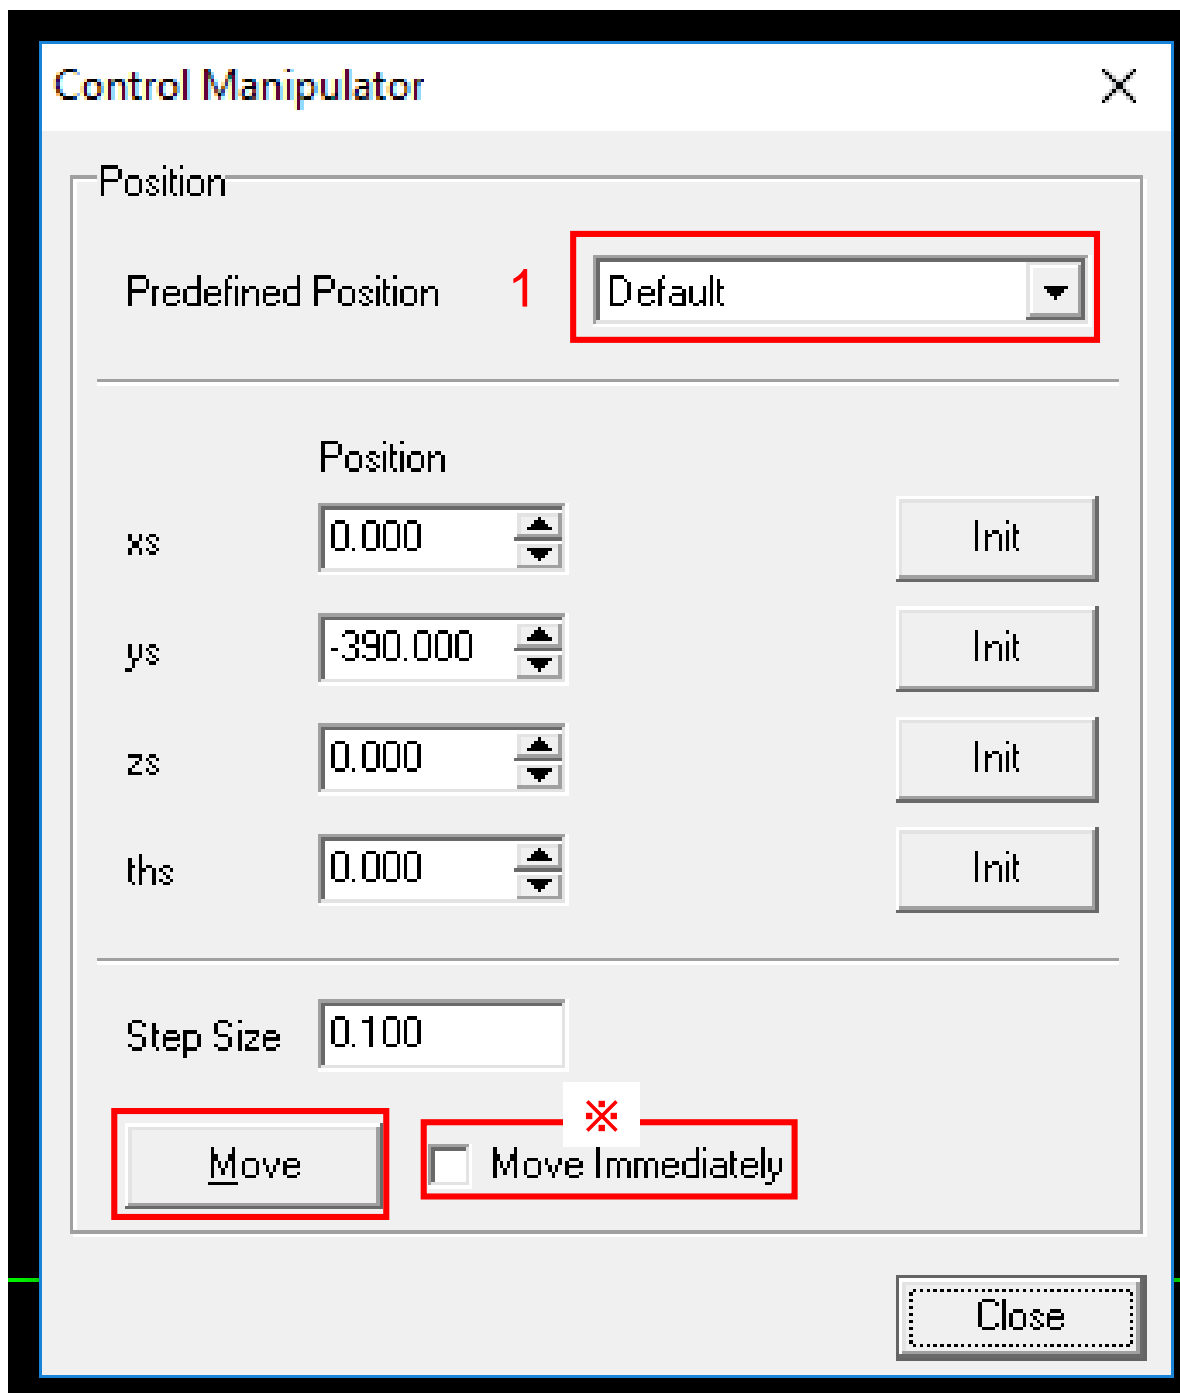 Control Manipulator
Position
Predefined Position 1 Default
Position
xs 0.000 Init
ys -390.000 Init
zs 0.000 Init
ths 0.000 Init
Step Size 0.100
※
Move Move Immediately
Close